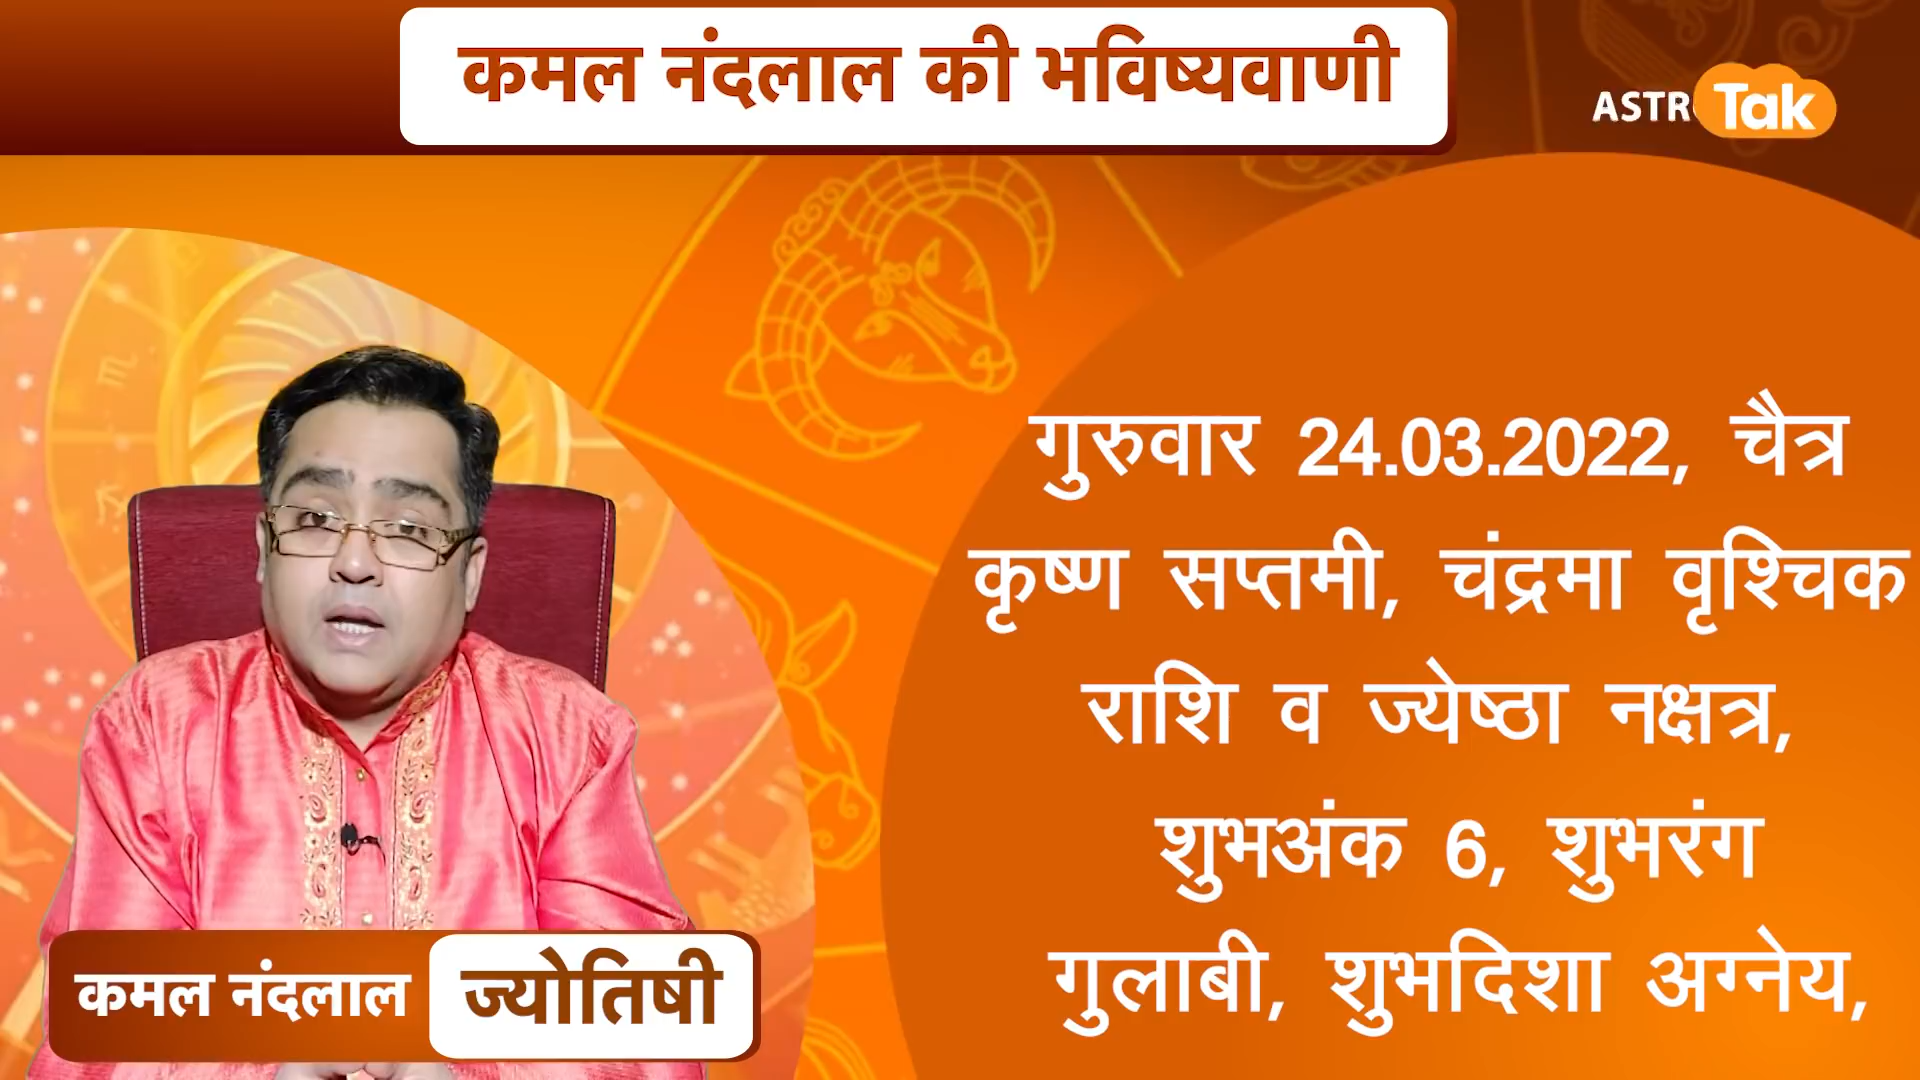 कमल नंदलाल की भविष्यवाणी
ASTRO Tak
गुरुवार 24.03.2022, चैत्र
कृष्ण सप्तमी, चंद्रमा वृश्चिक
राशि व ज्येष्ठा नक्षत्र,
शुभअंक 6, शुभरंग
गुलाबी, शुभदिशा अग्नेय,
कमल नंदलाल
ज्योतिषी